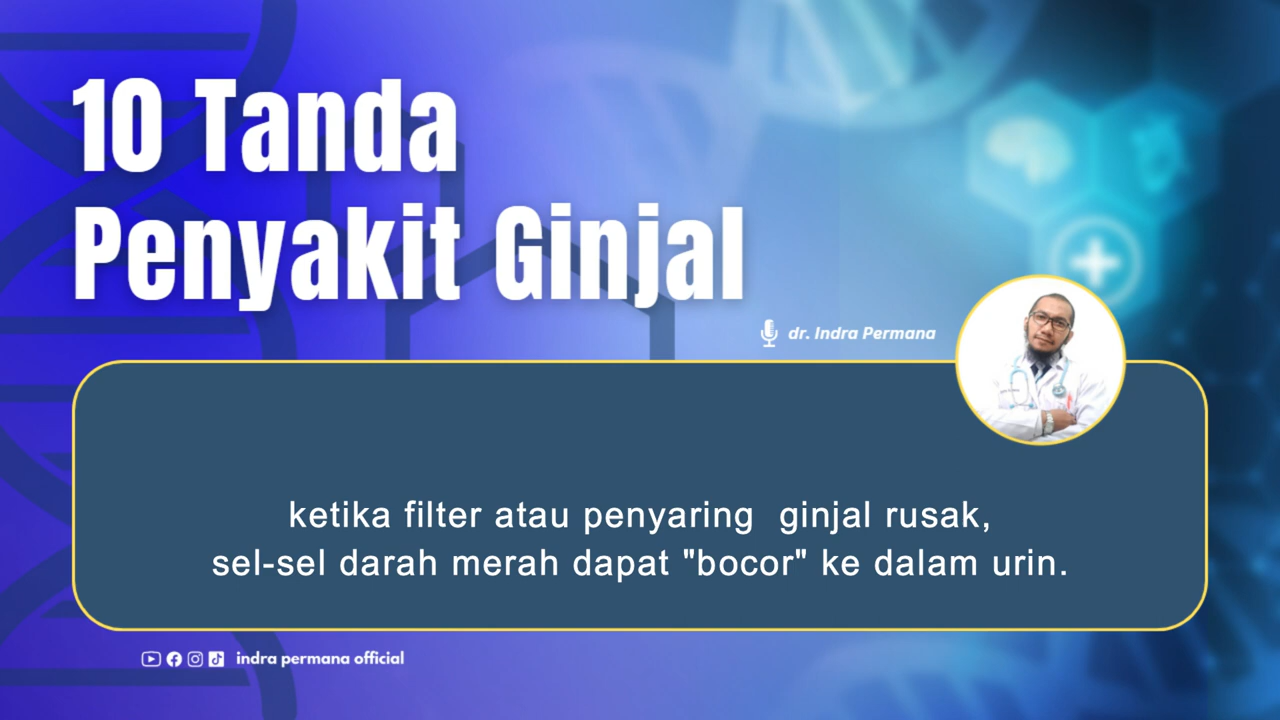 10 Tanda
Penyakit Ginjal
dr. Indra Permana
ketika filter atau penyaring  ginjal rusak,
sel-sel darah merah dapat "bocor" ke dalam urin.
indra permana official